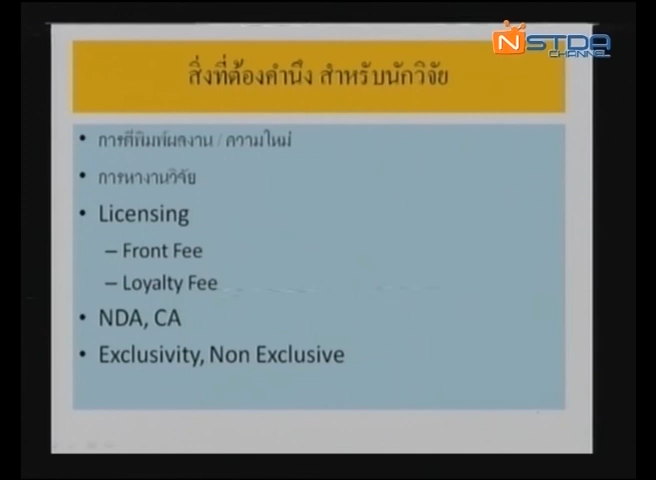 NSTDA
CHANNEL
สิ่งที่ต้องคำนึง สำหรับนักวิจัย
• การตีพิมพ์ผลงาน / ความใหม่
• การหางานวิจัย
• Licensing
– Front Fee
– Loyalty Fee
• NDA, CA
• Exclusivity, Non Exclusive